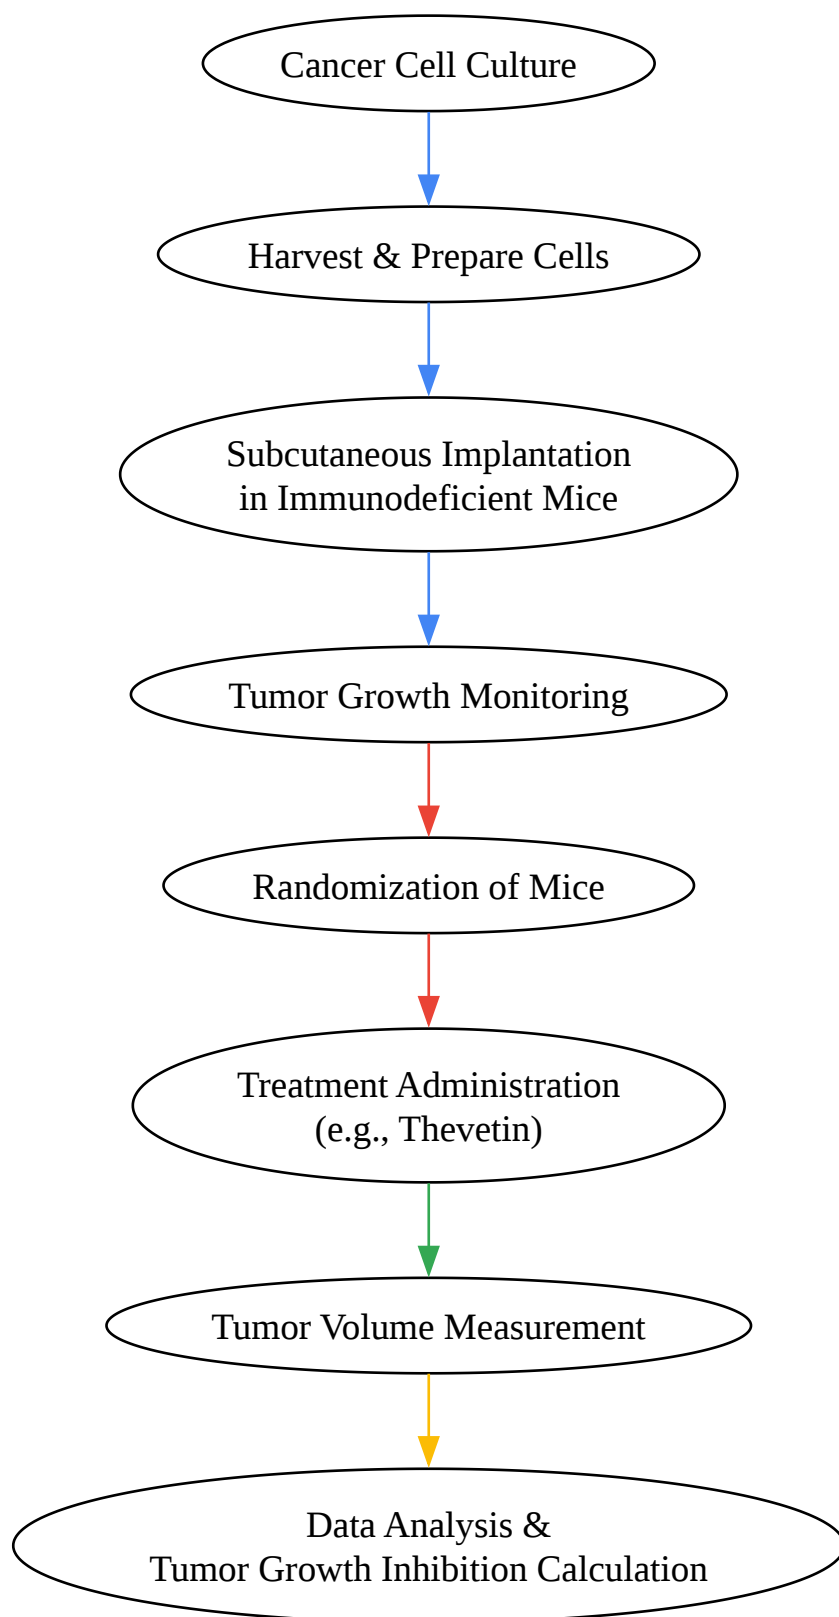 Cancer Cell Culture
Harvest & Prepare Cells
Subcutaneous Implantation
in Immunodeficient Mice
Tumor Growth Monitoring
Randomization of Mice
Treatment Administration
(e.g., Thevetin)
Tumor Volume Measurement
Data Analysis &
Tumor Growth Inhibition Calculation